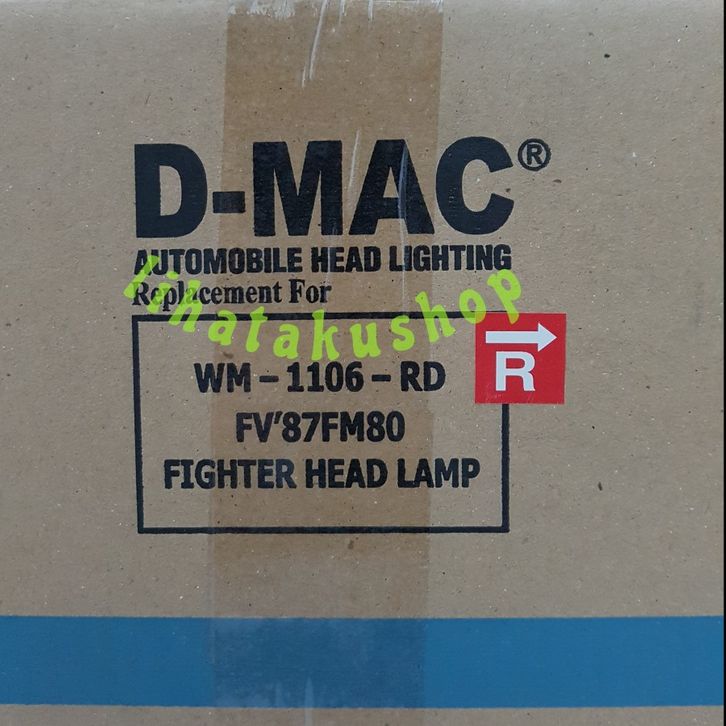 D-MAC®
AUTOMOBILE HEAD LIGHTING
Replacement For
lihatakushop
R
WM - 1106 - RD
FV'87FM80
FIGHTER HEAD LAMP